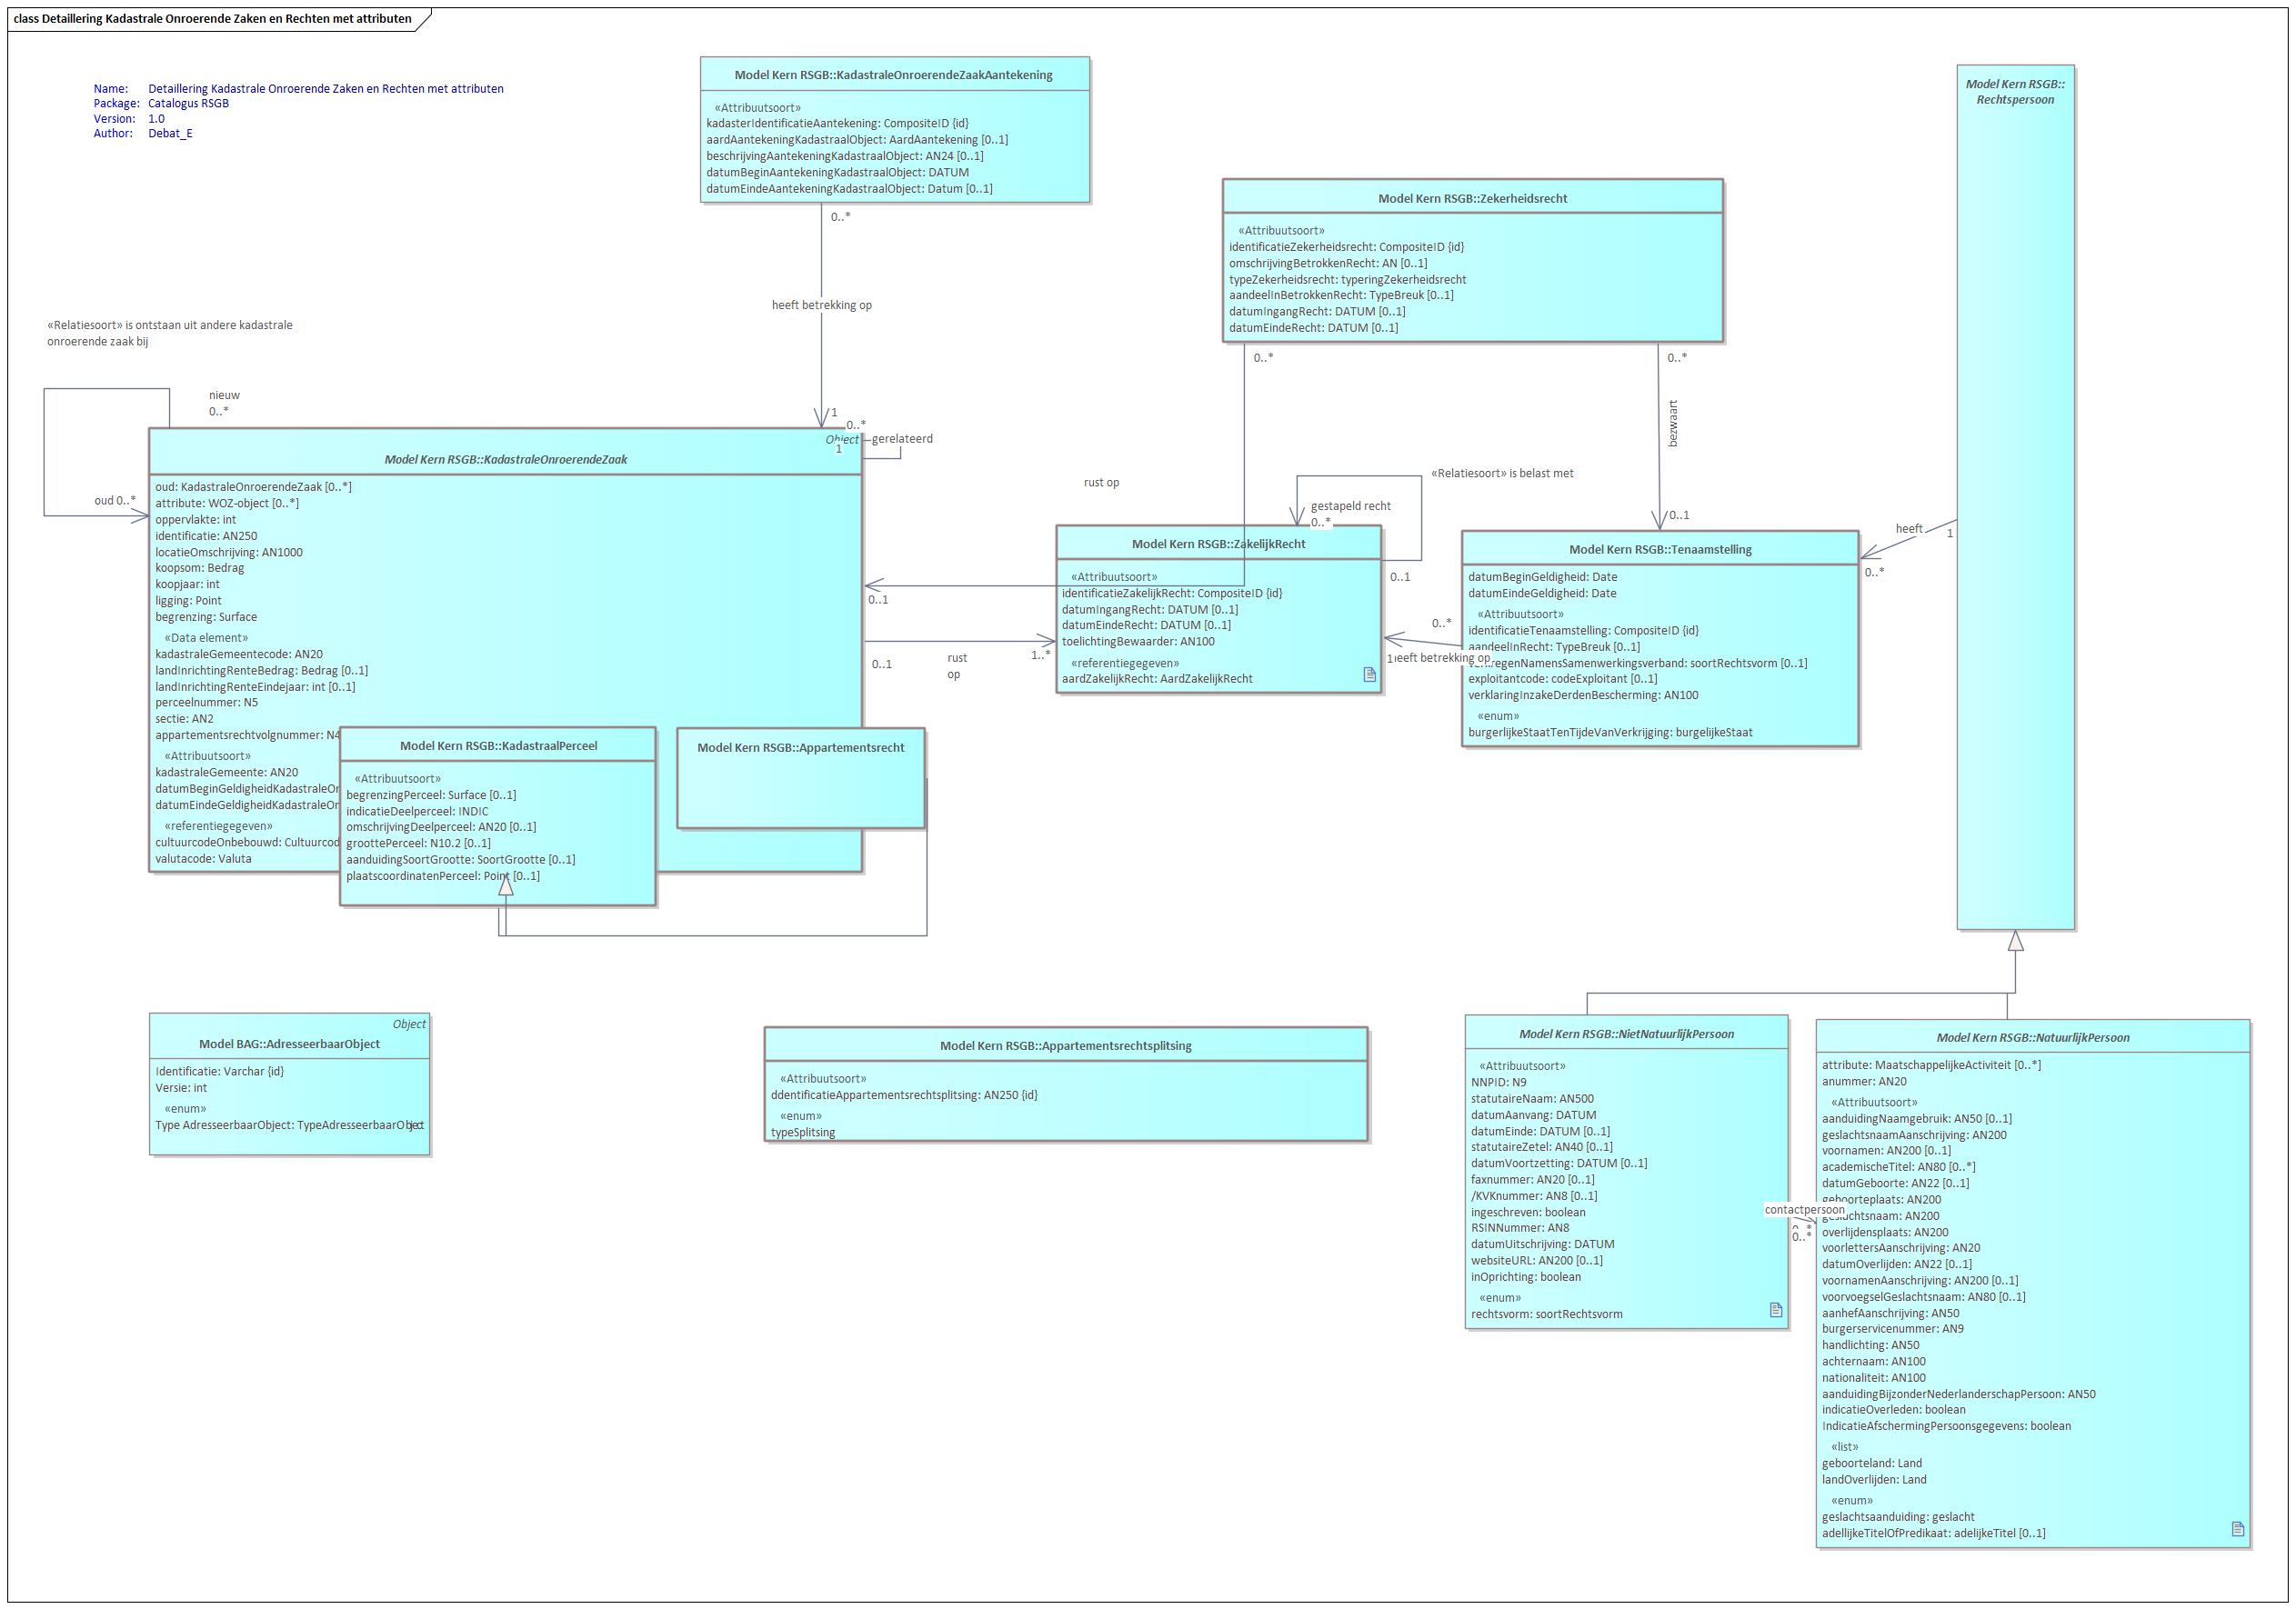 class Detaillering Kadastrale Onroerende Zaken en Rechten met attributen
Name: Detaillering Kadastrale Onroerende Zaken en Rechten met attributen
Package: Catalogus RSGB
Version: 1.0
Author: Debat_E
Model Kern RSGB::KadastraleOnroerendeZaakAantekening
«Attribuutsoort»
kadasterIdentificatieAantekening: CompositeID {id}
aardAantekeningKadastraalObject: AardAantekening [0..1]
beschrijvingAantekeningKadastraalObject: AN24 [0..1]
datumBeginAantekeningKadastraalObject: DATUM
datumEindeAantekeningKadastraalObject: Datum [0..1]
0..*
heeft betrekking op
1
Model Kern RSGB::Zekerheidsrecht
«Attribuutsoort»
identificatieZekerheidsrecht: CompositeID {id}
omschrijvingBetrokkenRecht: AN [0..1]
typeZekerheidsrecht: typeringZekerheidsrecht
aandeelInBetrokkenRecht: TypeBreuk [0..1]
datumIngangRecht: DATUM [0..1]
datumEindeRecht: DATUM [0..1]
0..*
0..*
bezwaart
0..1
rust op
0..1
Model Kern RSGB::
Rechtspersoon
heeft
1
0..*
«Relatiesoort» is ontstaan uit andere kadastrale
onroerende zaak bij
nieuw
0..*
oud 0..*
0..*
gerelateerd
1
Object
Model Kern RSGB::KadastraleOnroerendeZaak
oud: KadastraleOnroerendeZaak [0..*]
attribute: WOZ-object [0..*]
oppervlakte: int
identificatie: AN250
locatieOmschrijving: AN1000
koopsom: Bedrag
koopjaar: int
ligging: Point
begrenzing: Surface
«Data element»
kadastraleGemeentecode: AN20
landInrichtingRenteBedrag: Bedrag [0..1]
landInrichtingRenteEindejaar: int [0..1]
perceelnummer: N5
sectie: AN2
appartementsrechtvolgnummer: N4
«Attribuutsoort»
kadastraleGemeente: AN20
datumBeginGeldigheidKadastraleOr
datumEindeGeldigheidKadastraleOr
«referentiegegeven»
cultuurcodeOnbebouwd: Cultuurcod
valutacode: Valuta
Model Kern RSGB::KadastraalPerceel
«Attribuutsoort»
begrenzingPerceel: Surface [0..1]
indicatieDeelperceel: INDIC
omschrijvingDeelperceel: AN20 [0..1]
groottePerceel: N10.2 [0..1]
aanduidingSoortGrootte: SoortGrootte [0..1]
plaatscoordinatenPerceel: Point [0..1]
Model Kern RSGB::Appartementsrecht
0..1
rust
op
1..*
«Relatiesoort» is belast met
gestapeld recht
0..*
0..1
Model Kern RSGB::ZakelijkRecht
«Attribuutsoort»
identificatieZakelijkRecht: CompositeID {id}
datumIngangRecht: DATUM [0..1]
datumEindeRecht: DATUM [0..1]
toelichtingBewaarder: AN100
«referentiegegeven»
aardZakelijkRecht: AardZakelijkRecht
0..*
1
heeft betrekking op
Model Kern RSGB::Tenaamstelling
datumBeginGeldigheid: Date
datumEindeGeldigheid: Date
«Attribuutsoort»
identificatieTenaamstelling: CompositeID {id}
aandeelInRecht: TypeBreuk [0..1]
regenNamensSamenwerkingsverband: soortRechtsvorm [0..1]
exploitantcode: codeExploitant [0..1]
verklaringInzakeDerdenBescherming: AN100
«enum»
burgerlijkeStaatTenTijdeVanVerkrijging: burgelijkeStaat
Object
Model BAG::AdresseerbaarObject
Identificatie: Varchar {id}
Versie: int
«enum»
Type AdresseerbaarObject: TypeAdresseerbaarObject
Model Kern RSGB::Appartementsrechtsplitsing
«Attribuutsoort»
ddentificatieAppartementsrechtsplitsing: AN250 {id}
«enum»
typeSplitsing
Model Kern RSGB::NietNatuurlijkPersoon
«Attribuutsoort»
NNPID: N9
statutaireNaam: AN500
datumAanvang: DATUM
datumEinde: DATUM [0..1]
statutaireZetel: AN40 [0..1]
datumVoortzetting: DATUM [0..1]
faxnummer: AN20 [0..1]
/KVKnummer: AN8 [0..1]
ingeschreven: boolean
RSINNummer: AN8
datumUitschrijving: DATUM
websiteURL: AN200 [0..1]
inOprichting: boolean
«enum»
rechtsvorm: soortRechtsvorm
contactpersoon
0..*
0..*
Model Kern RSGB::NatuurlijkPersoon
attribute: MaatschappelijkeActiviteit [0..*]
anummer: AN20
«Attribuutsoort»
aanduidingNaamgebruik: AN50 [0..1]
geslachtsnaamAanschrijving: AN200
voornamen: AN200 [0..1]
academischeTitel: AN80 [0..*]
datumGeboorte: AN22 [0..1]
geboorteplaats: AN200
geslachtsnaam: AN200
overlijdensplaats: AN200
voorlettersAanschrijving: AN20
datumOverlijden: AN22 [0..1]
voornamenAanschrijving: AN200 [0..1]
voorvoegselGeslachtsnaam: AN80 [0..1]
aanhefAanschrijving: AN50
burgerservicenummer: AN9
handlichting: AN50
achternaam: AN100
nationaliteit: AN100
aanduidingBijzonderNederlanderschapPersoon: AN50
indicatieOverleden: boolean
IndicatieAfschermingPersoonsgegevens: boolean
«list»
geboorteland: Land
landOverlijden: Land
«enum»
geslachtsaanduiding: geslacht
adellijkeTitelOfPredikaat: adelijkeTitel [0..1]